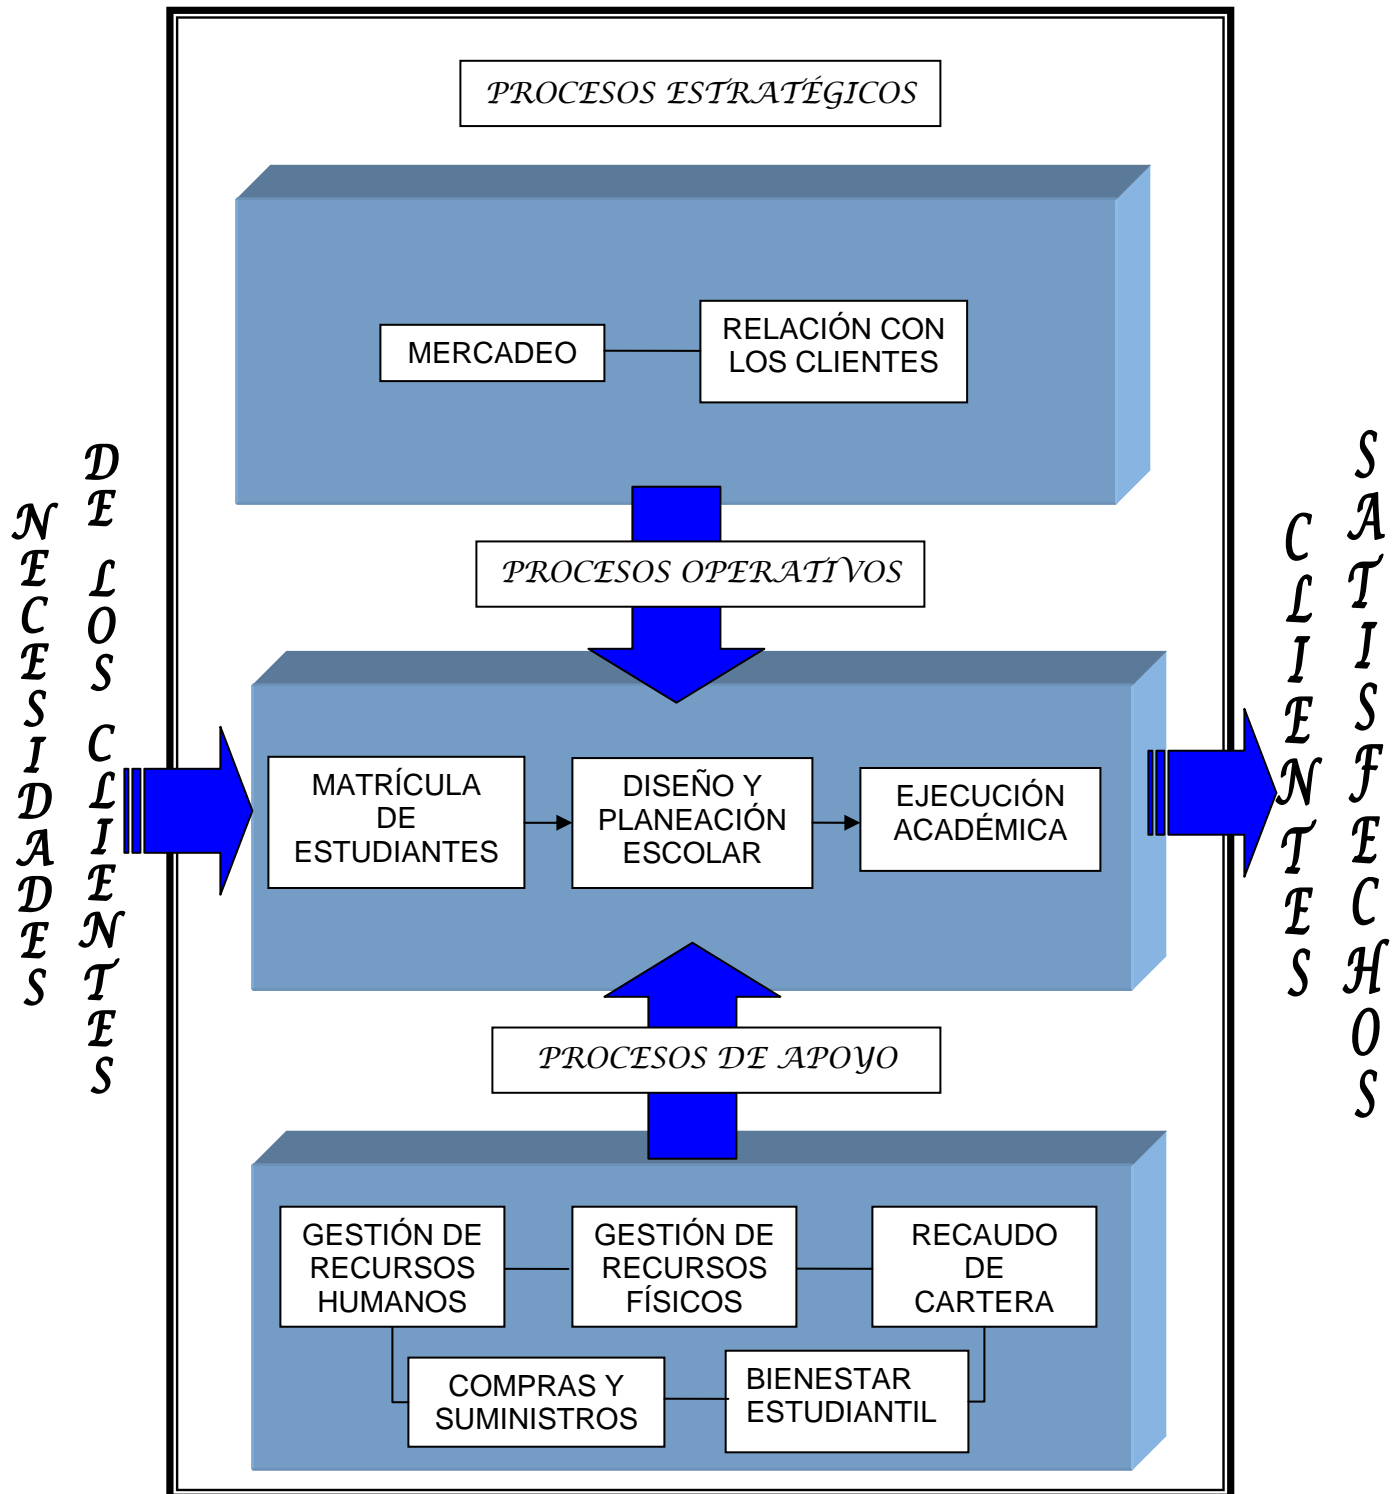 PROCESOS ESTRATÉGICOS
MERCADEO
RELACIÓN CON
LOS CLIENTES
NECESIDADES
DE LOS CLIENTES
PROCESOS OPERATIVOS
MATRÍCULA
DE
ESTUDIANTES
DISEÑO Y
PLANEACIÓN
ESCOLAR
EJECUCIÓN
ACADÉMICA
CLIENTES
SATISFECHOS
PROCESOS DE APOYO
GESTIÓN DE
RECURSOS
HUMANOS
GESTIÓN DE
RECURSOS
FÍSICOS
RECAUDO
DE
CARTERA
COMPRAS Y
SUMINISTROS
BIENESTAR
ESTUDIANTIL